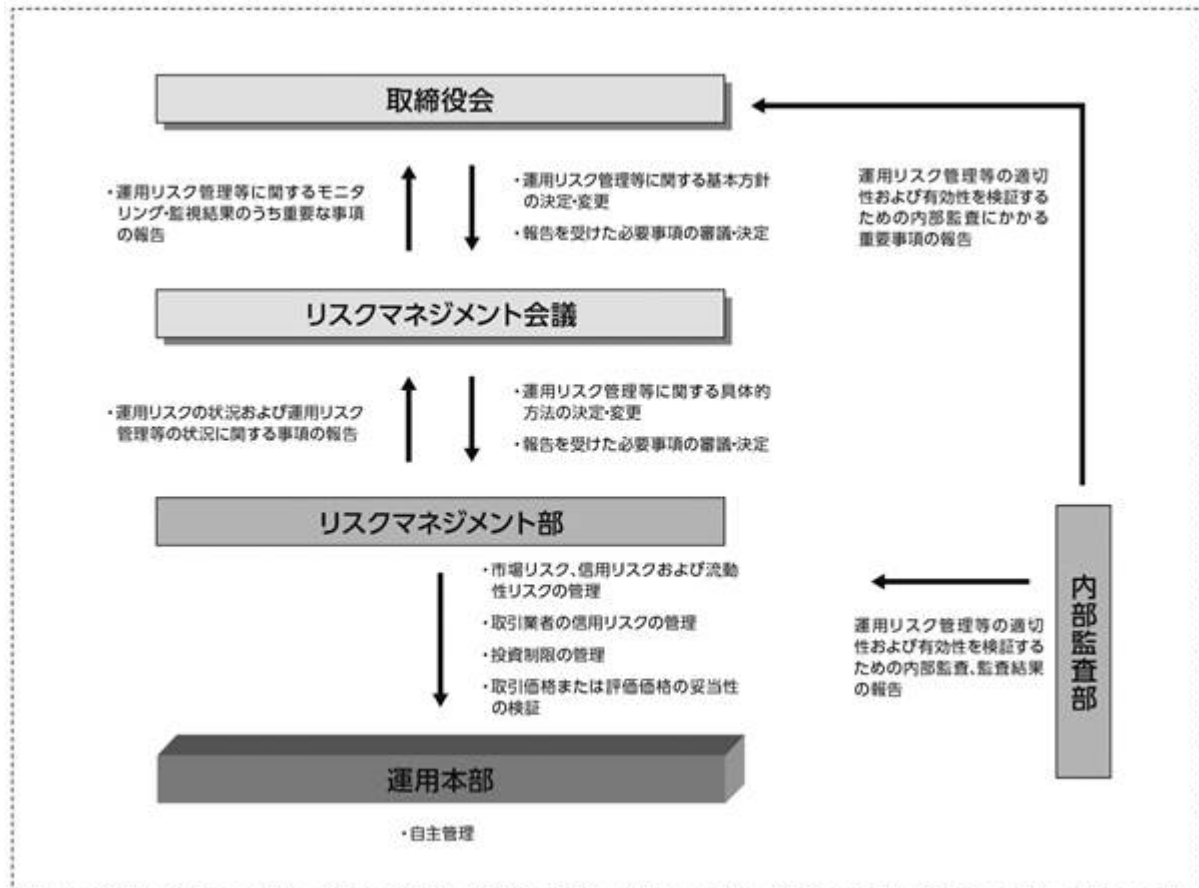 取締役会
・運用リスク管理等に関するモニタ
リング・監視結果のうち重要な事項
の報告
・運用リスク管理等に関する基本方針
の決定・変更
・報告を受けた必要事項の審議・決定
運用リスク管理等の適切
性および有効性を検証する
ための内部監査にかかる
重要事項の報告
リスクマネジメント会議
・運用リスクの状況および運用リスク
管理等の状況に関する事項の報告
・運用リスク管理等に関する具体的
方法の決定・変更
・報告を受けた必要事項の審議・決定
リスクマネジメント部
・市場リスク、信用リスクおよび流動
性リスクの管理
・取引業者の信用リスクの管理
・投資制限の管理
・取引価格または評価価格の妥当性
の検証
運用リスク管理等の適切
性および有効性を検証する
ための内部監査、監査結果
の報告
内部監査部
運用本部
・自主管理